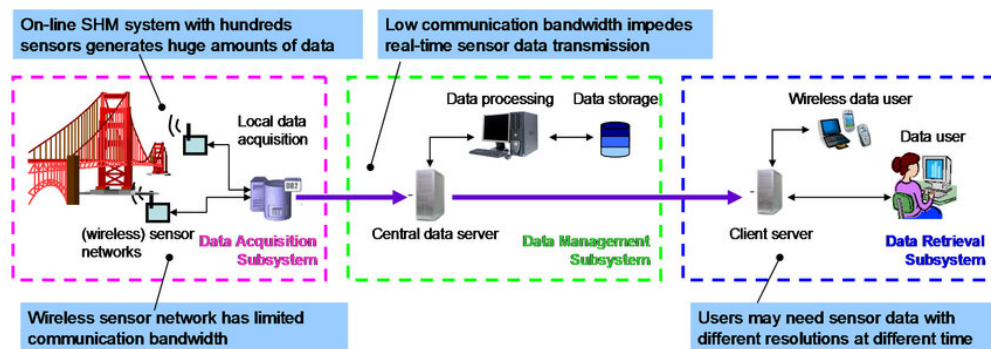 On-line SHM system with hundreds
sensors generates huge amounts of data
Low communication bandwidth impedes
real-time sensor data transmission
Local data
acquisition
DB2
(wireless) sensor
networks
Data Acquisition
Subsystem
Data processing
Data storage
Central data server
Data Management
Subsystem
Wireless data user
Data user
Client server
Data Retrieval
Subsystem
Wireless sensor network has limited
communication bandwidth
Users may need sensor data with
different resolutions at different time